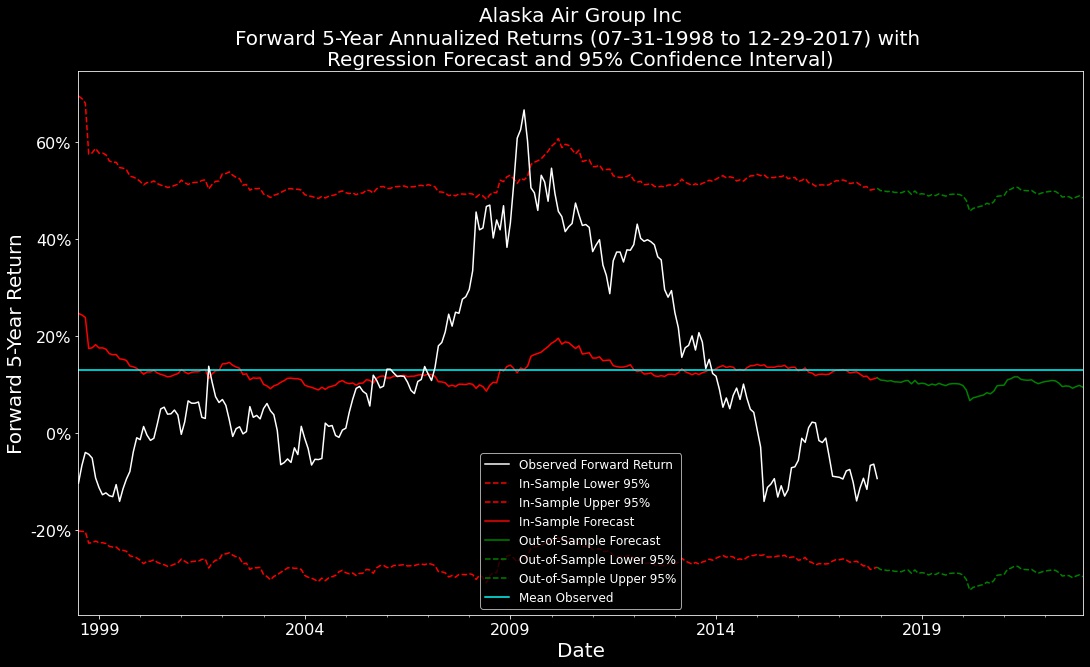 Alaska Air Group Inc
Forward 5-Year Annualized Returns (07-31-1998 to 12-29-2017) with
Regression Forecast and 95% Confidence Interval)
Forward 5-Year Return
60%
40%
20%
0%
-20%
Observed Forward Return
In-Sample Lower 95%
In-Sample Upper 95%
In-Sample Forecast
Out-of-Sample Forecast
Out-of-Sample Lower 95%
Out-of-Sample Upper 95%
Mean Observed
1999 2004 2009 2014 2019
Date